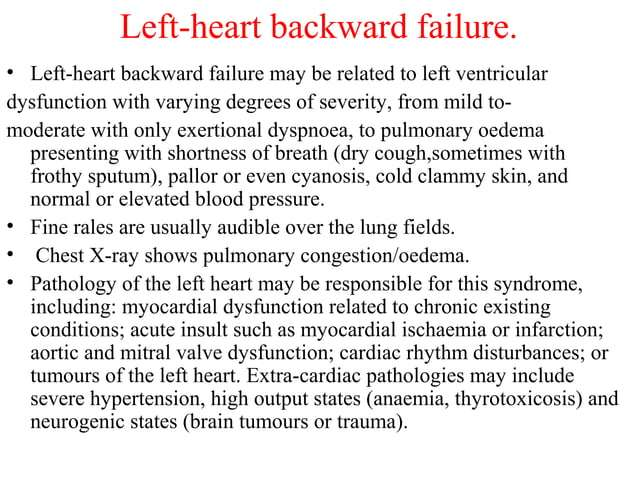 Left-heart backward failure.
• Left-heart backward failure may be related to left ventricular
dysfunction with varying degrees of severity, from mild to-
moderate with only exertional dyspnoea, to pulmonary oedema
presenting with shortness of breath (dry cough,sometimes with
frothy sputum), pallor or even cyanosis, cold clammy skin, and
normal or elevated blood pressure.
• Fine rales are usually audible over the lung fields.
• Chest X-ray shows pulmonary congestion/oedema.
• Pathology of the left heart may be responsible for this syndrome,
including: myocardial dysfunction related to chronic existing
conditions; acute insult such as myocardial ischaemia or infarction;
aortic and mitral valve dysfunction; cardiac rhythm disturbances; or
tumours of the left heart. Extra-cardiac pathologies may include
severe hypertension, high output states (anaemia, thyrotoxicosis) and
neurogenic states (brain tumours or trauma).